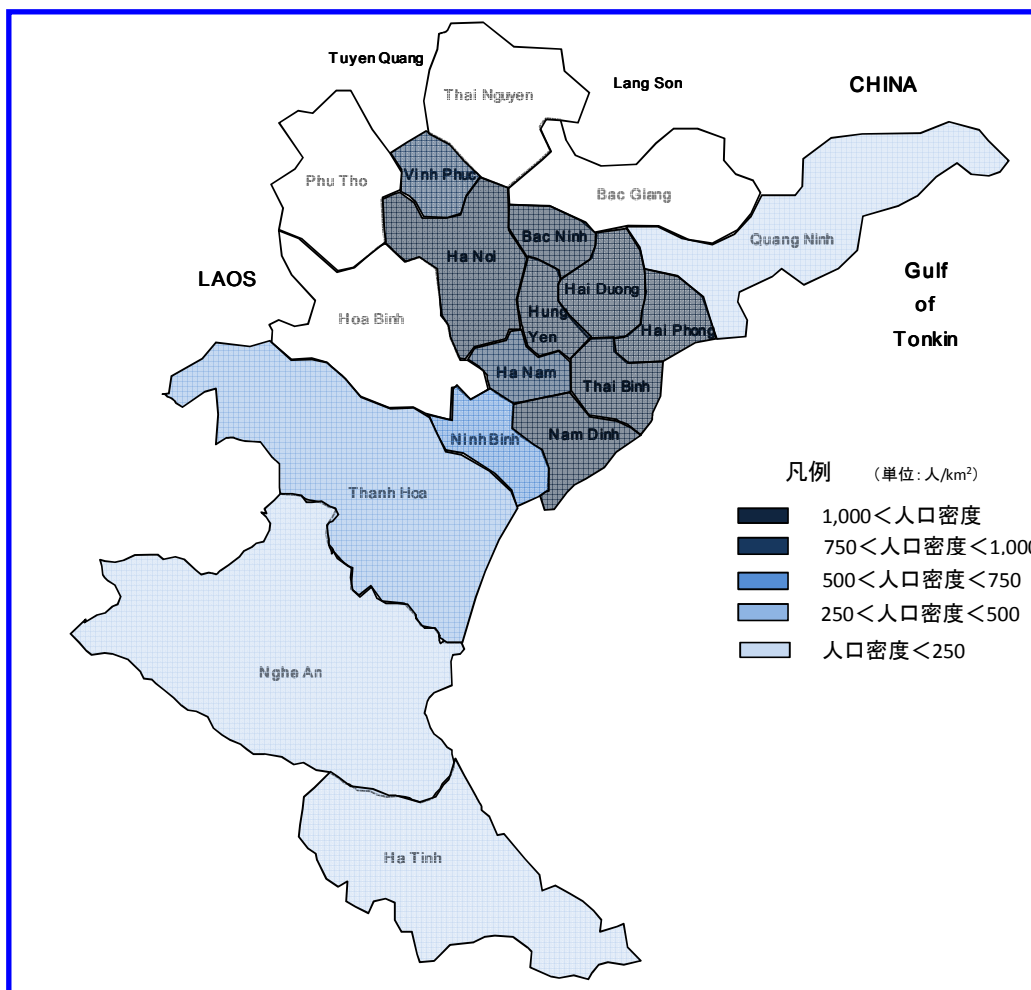 Tuyen Quang
Thai Nguyen
Lang Son
CHINA
Phu Tho
Vinh Phuc
Bac Giang
Ha Noi
Bac Ninh
Quang Ninh
LAOS
Hai Duong
Gulf
of
Tonkin
Hoa Binh
Hung
Yen
Hai Phong
Ha Nam
Thai Binh
Ninh Binh
Nam Dinh
Thanh Hoa
凡例 (単位:人/km²)
1,000<人口密度
750<人口密度<1,000
500<人口密度<750
250<人口密度<500
人口密度<250
Nghe An
Ha Tinh